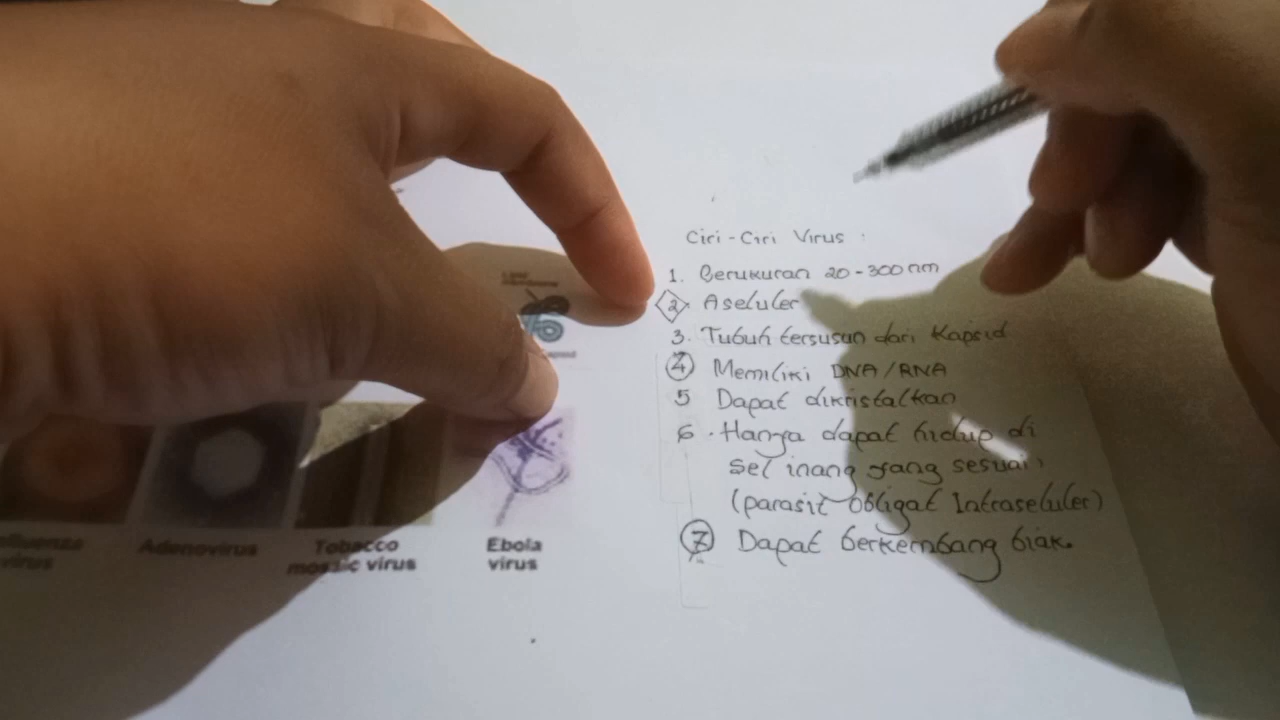 Ciri-Ciri Virus
1. Berukuran 20-300 nm
2. Aseluler
3. Tubuh tersusun dari Kapsid
4 Memiliki DNA/RNA
5 Dapat dikristalkan
6. Hanya dapat hidup di
sel inang yang sesuai
(parasit obligat Intraseluler)
7 Dapat berkembang biak.
virus
Adenovirus
Tobacco
mosaic virus
Ebola
virus